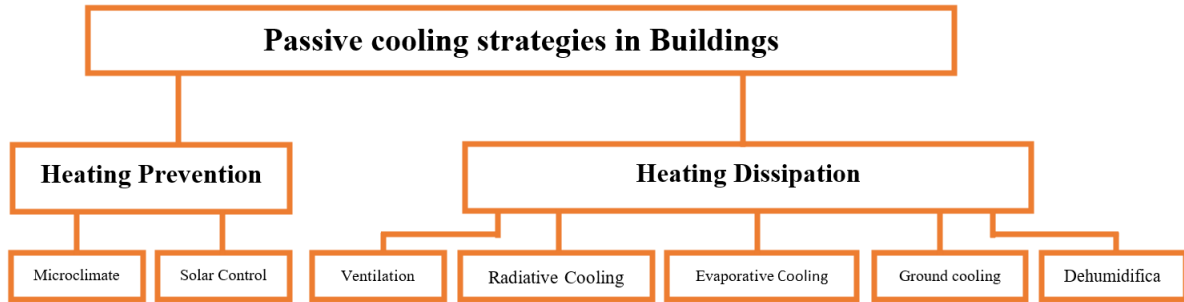 Passive cooling strategies in Buildings
Heating Prevention
Heating Dissipation
Microclimate
Solar Control
Ventilation
Radiative Cooling
Evaporative Cooling
Ground cooling
Dehumidifica